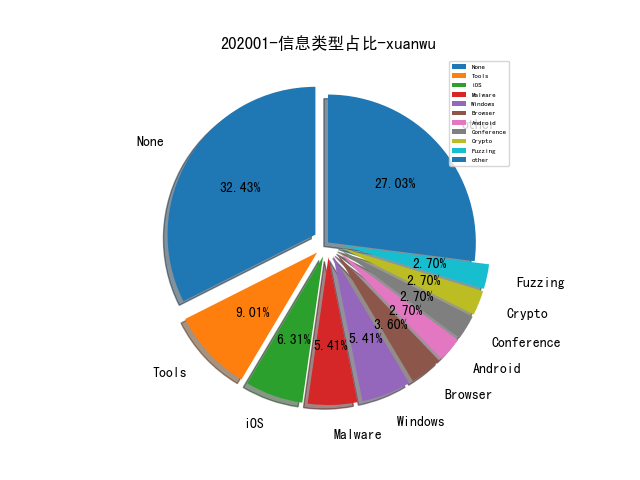 202001-信息类型占比-xuanwu
None
Tools
iOS
Malware
Windows
Browser
Android
Conference
Crypto
Fuzzing
other
other
None
32.43%
27.03%
9.01%
6.31%
5.41%
5.41%
3.60%
2.70%
2.70%
2.70%
2.70%
Fuzzing
Crypto
Conference
Android
Browser
Windows
Malware
iOS
Tools